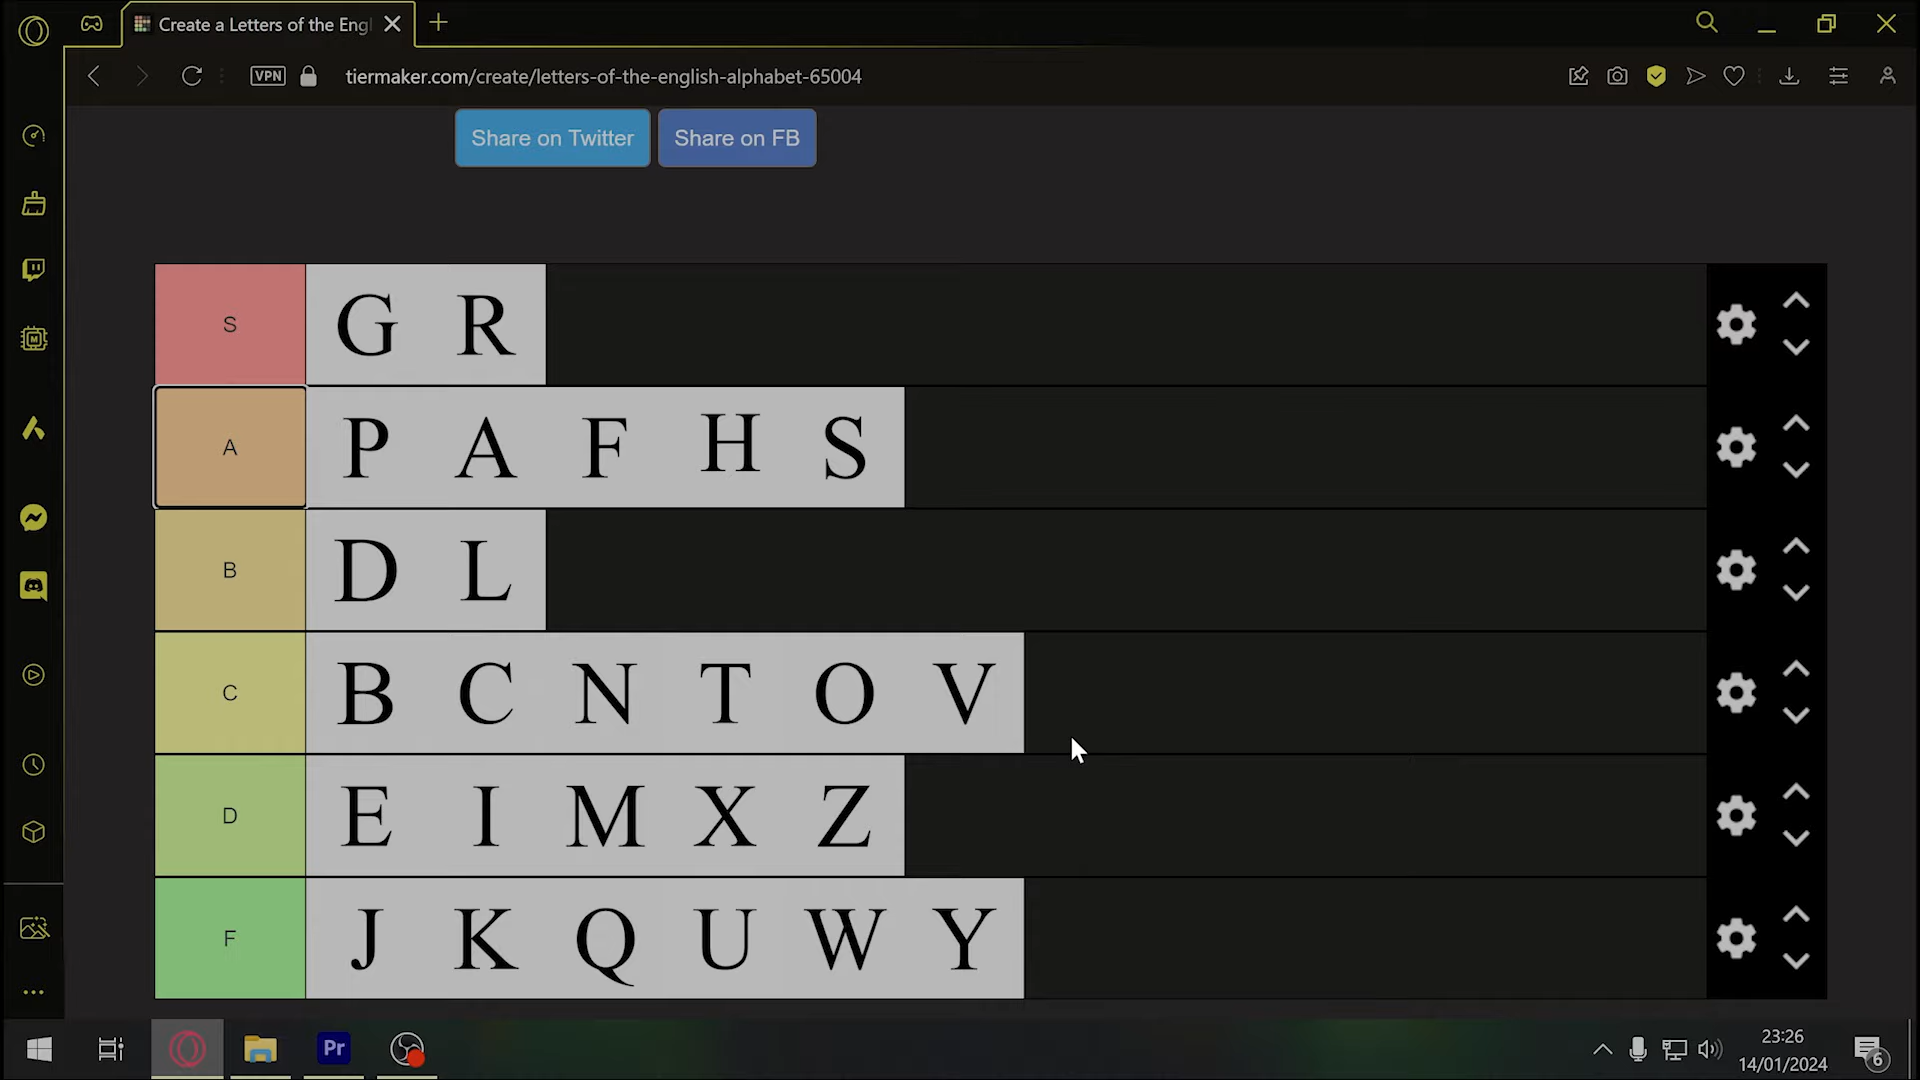 Create a Letters of the Eng
VPN tiermaker.com/create/letters-of-the-english-alphabet-65004
Share on Twitter Share on FB
S G R
A P A F H S
B D L
C B C N T O V
D E I M X Z
F J K Q U W Y
Pr 23:26
14/01/2024 6